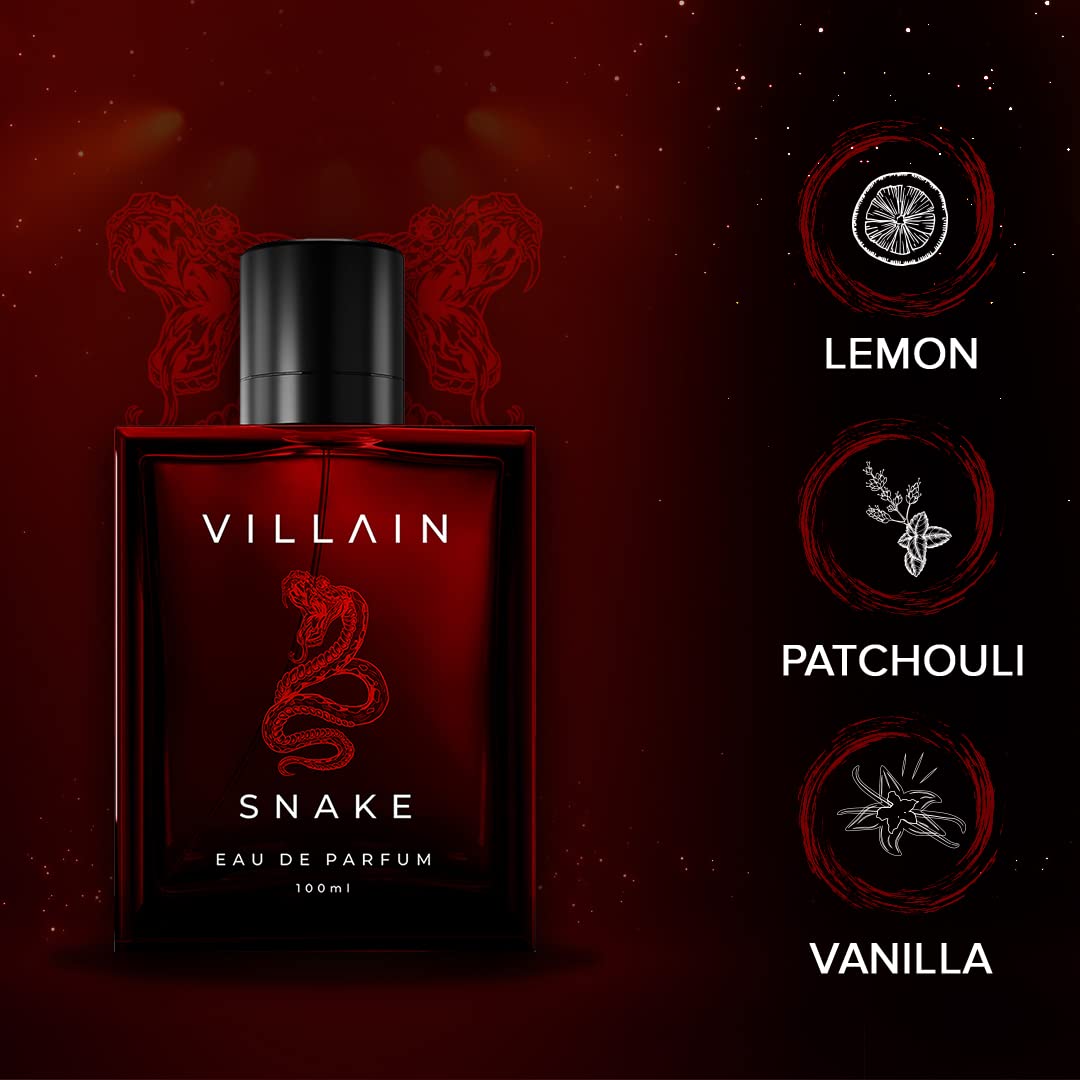 VILLAIN
SNAKE
EAU DE PARFUM
100ml
LEMON
PATCHOULI
VANILLA